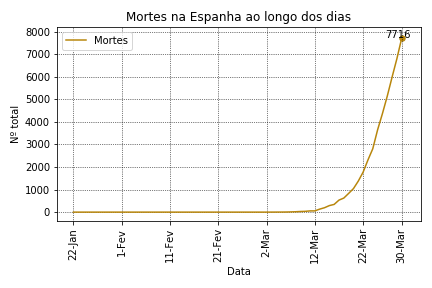 Mortes na Espanha ao longo dos dias
Mortes
7716
8000
7000
6000
5000
4000
3000
2000
1000
0
Nº total
22-Jan
1-Fev
11-Fev
21-Fev
2-Mar
12-Mar
22-Mar
30-Mar
Data